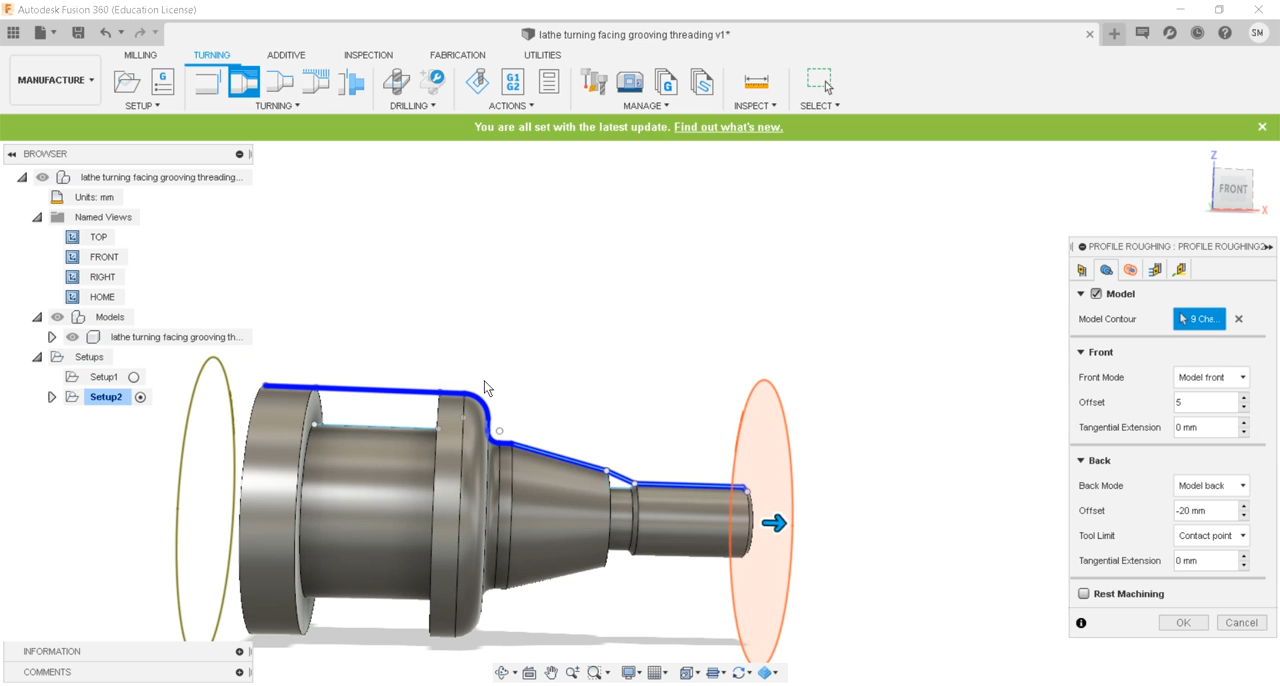 Autodesk Fusion 360 (Education License)
lathe turning facing grooving threading v1*
SM
MILLING TURNING ADDITIVE INSPECTION FABRICATION UTILITIES
MANUFACTURE
G G1 G2 G
SETUP TURNING DRILLING ACTIONS MANAGE INSPECT SELECT
You are all set with the latest update. Find out what's new.
BROWSER
lathe turning facing grooving threading...
Units: mm
Named Views
TOP
FRONT
RIGHT
HOME
Models
lathe turning facing grooving th...
Setups
Setup1
Setup2
Z
FRONT
X
PROFILE ROUGHING : PROFILE ROUGHING2
Model
Model Contour 9 Cha...
Front
Front Mode Model front
Offset 5
Tangential Extension 0 mm
Back
Back Mode Model back
Offset -20 mm
Tool Limit Contact point
Tangential Extension 0 mm
Rest Machining
OK Cancel
INFORMATION
COMMENTS